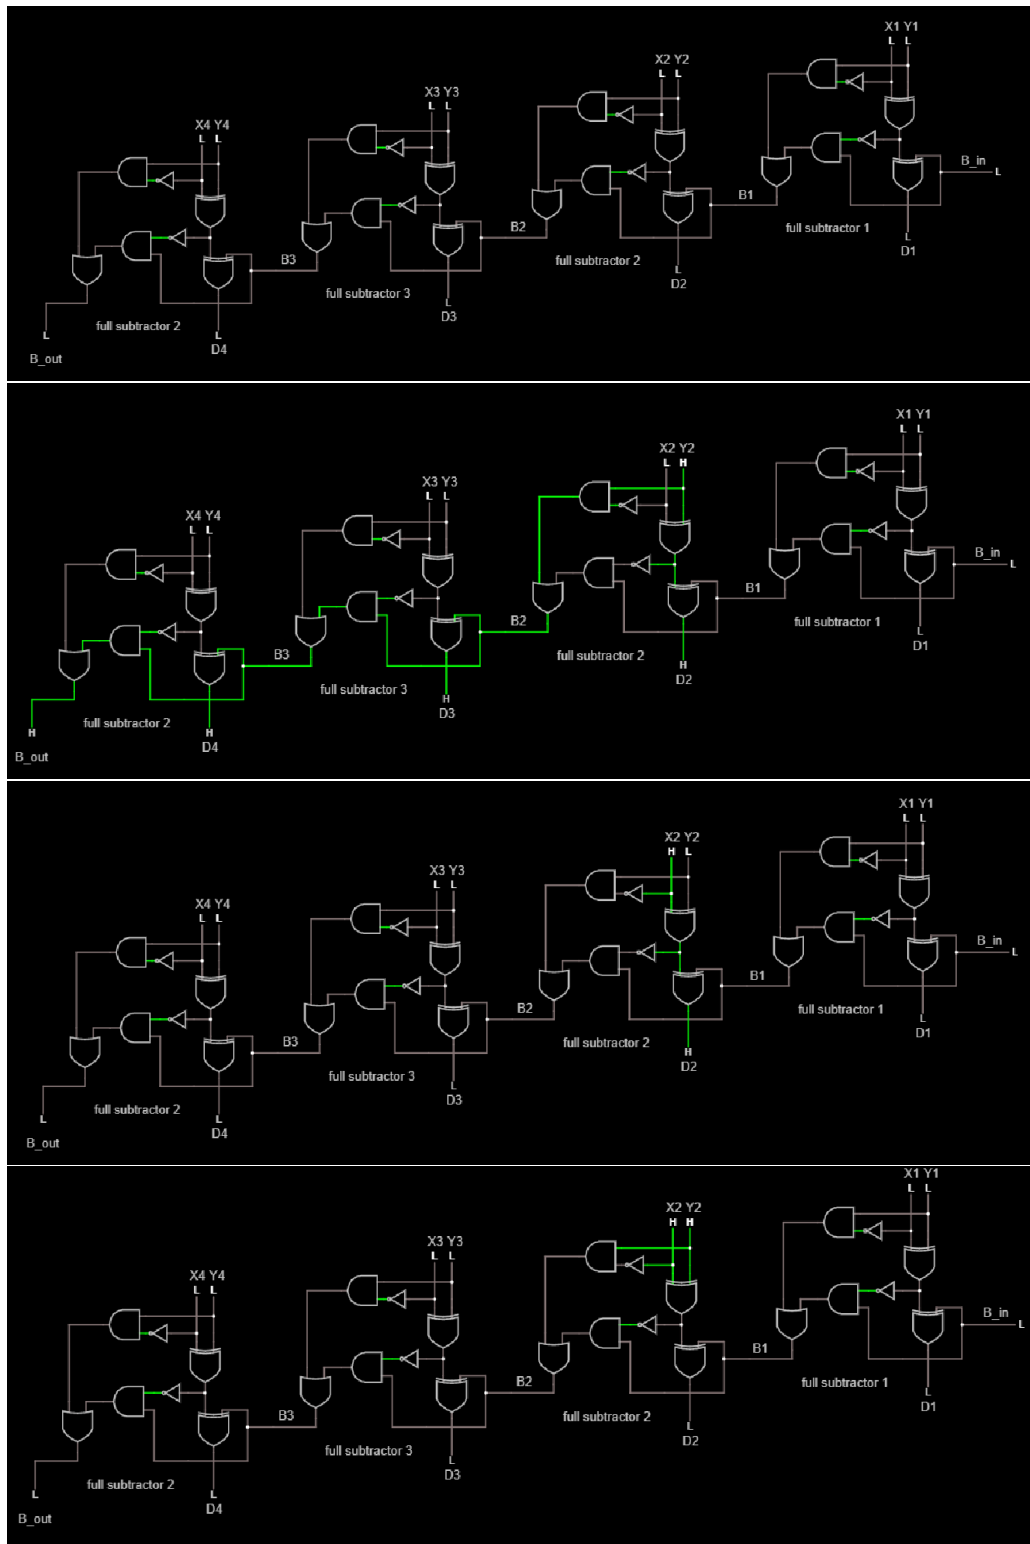 X1 Y1
L L
X2 Y2
L L
X3 Y3
L L
X4 Y4
L L
B_in
L
B1
B2
full subtractor 1
L
D1
B3
full subtractor 2
L
D2
full subtractor 3
L
D3
full subtractor 2
L
L
D4
B_out
X1 Y1
L L
X2 Y2
L H
X3 Y3
L L
X4 Y4
L L
B_in
L
B1
B2
full subtractor 1
L
D1
B3
full subtractor 2
H
D2
full subtractor 3
H
D3
full subtractor 2
H
H
D4
B_out
X1 Y1
L L
X2 Y2
H L
X3 Y3
L L
X4 Y4
L L
B_in
L
B1
B2
full subtractor 1
L
D1
B3
full subtractor 2
H
D2
full subtractor 3
L
D3
full subtractor 2
L
L
D4
B_out
X1 Y1
L L
X2 Y2
H H
X3 Y3
L L
X4 Y4
L L
B_in
L
B1
B2
full subtractor 1
L
D1
B3
full subtractor 2
L
D2
full subtractor 3
L
D3
full subtractor 2
L
L
D4
B_out